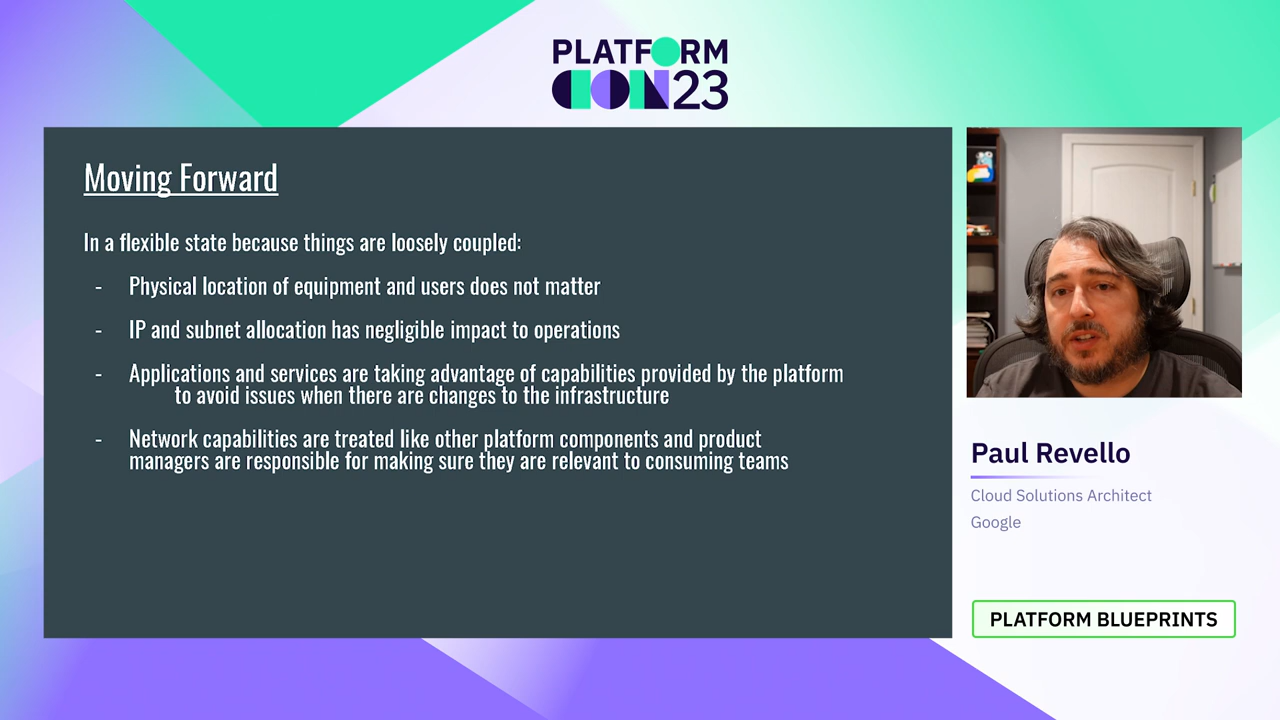 PLATFORM
CON23
Moving Forward
In a flexible state because things are loosely coupled:
- Physical location of equipment and users does not matter
- IP and subnet allocation has negligible impact to operations
- Applications and services are taking advantage of capabilities provided by the platform
to avoid issues when there are changes to the infrastructure
- Network capabilities are treated like other platform components and product
managers are responsible for making sure they are relevant to consuming teams
Paul Revello
Cloud Solutions Architect
Google
PLATFORM BLUEPRINTS